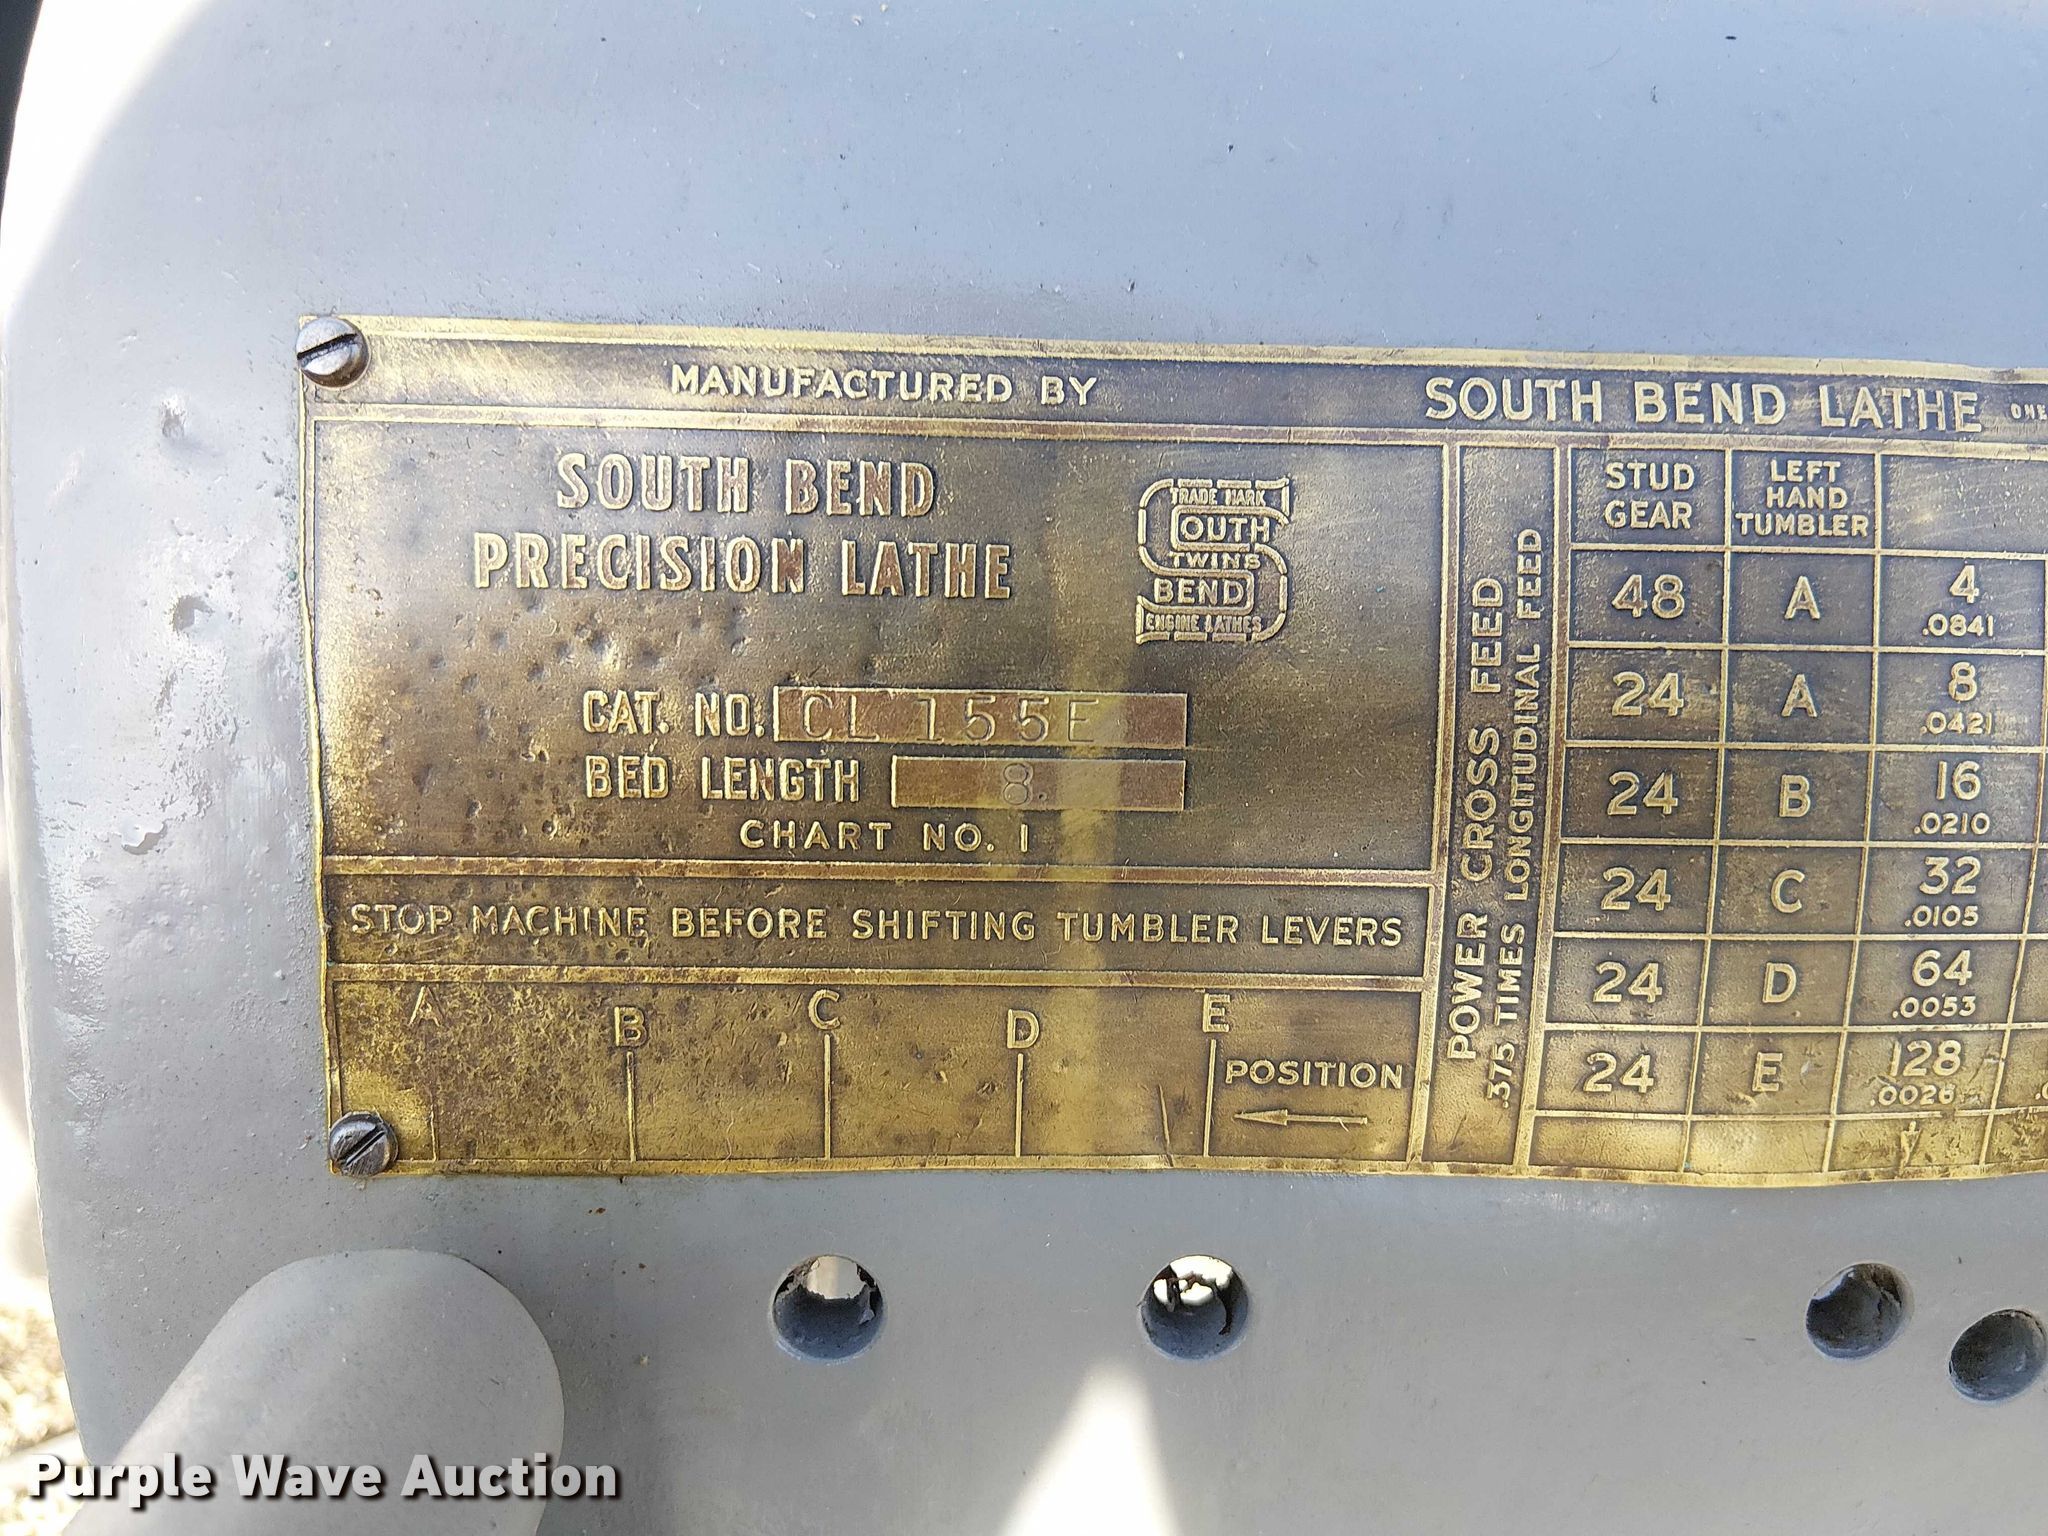 MANUFACTURED BY SOUTH BEND LATHE ONE
SOUTH BEND
PRECISION LATHE
TRADE MARK
SOUTH
TWINS
BEND
ENGINE LATHES
CAT. NO. CL 155E
BED LENGTH 8
CHART NO. 1
STOP MACHINE BEFORE SHIFTING TUMBLER LEVERS
A B C D E
POSITION
POWER CROSS FEED
.375 TIMES LONGITUDINAL FEED
STUD GEAR
LEFT HAND TUMBLER
48 A 4
.0841
24 A 8
.0421
24 B 16
.0210
24 C 32
.0105
24 D 64
.0053
24 E 128
.0026
Purple Wave Auction